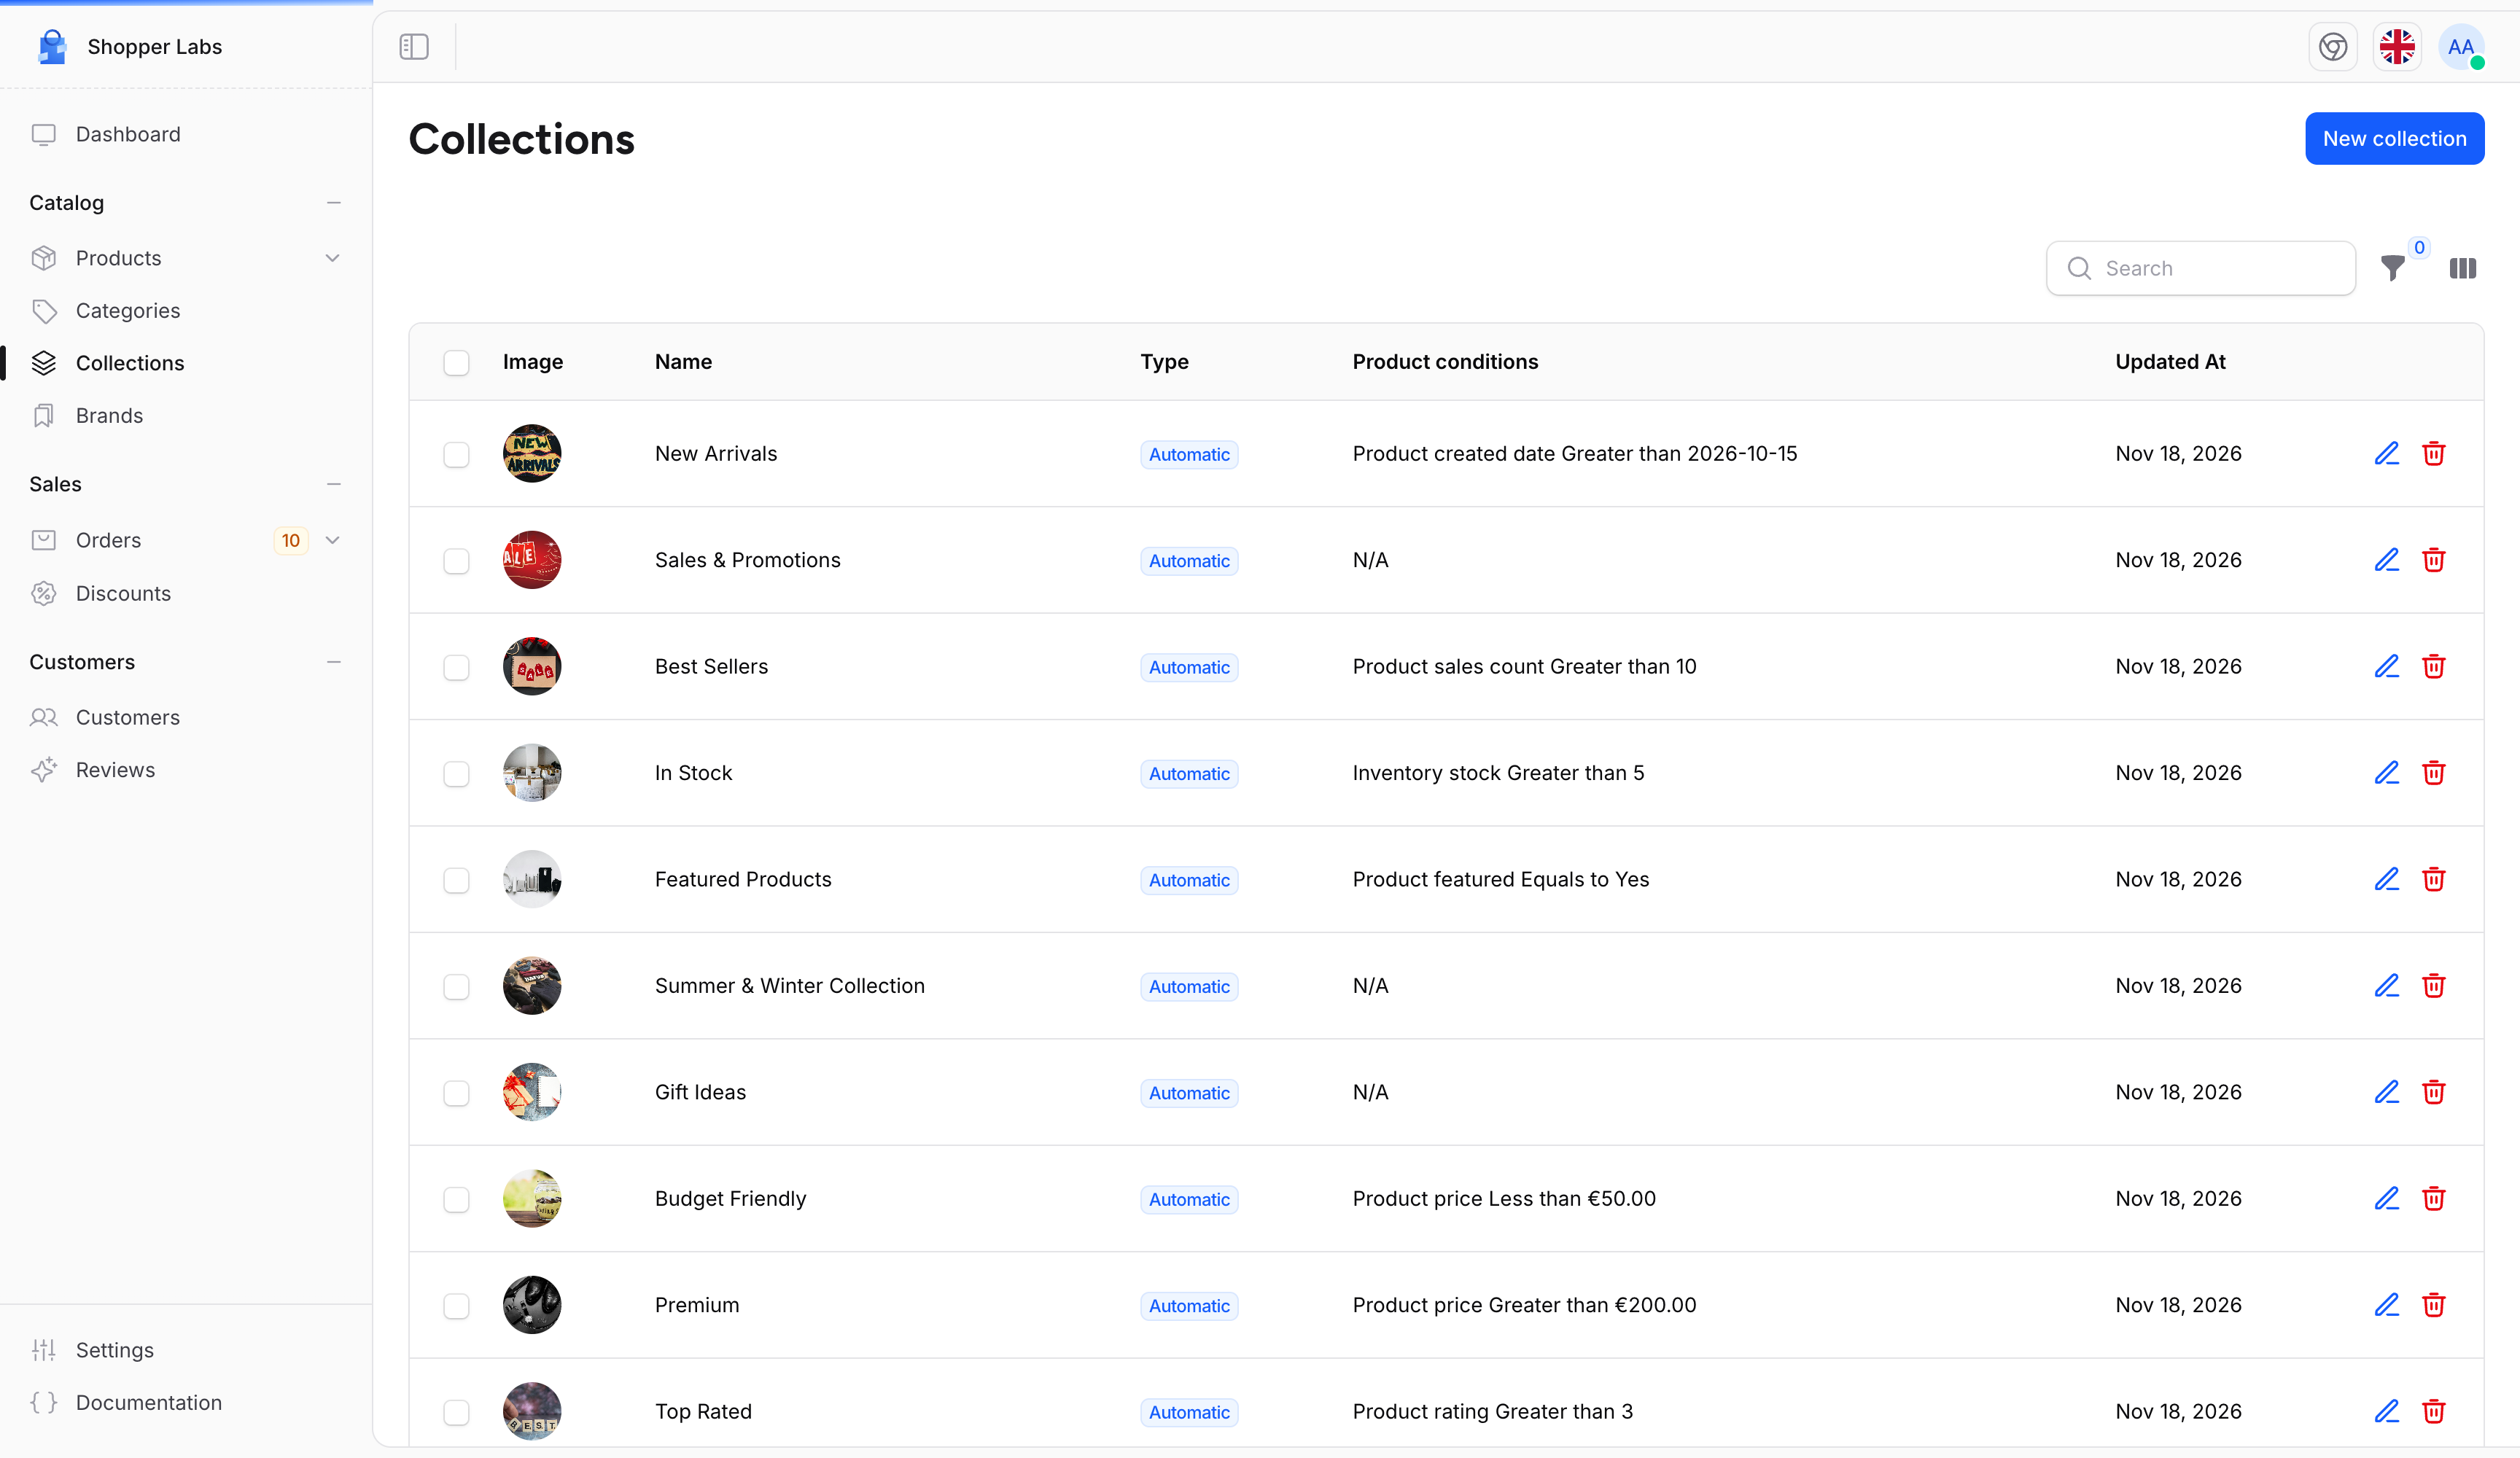 Shopper Labs
AA
Dashboard
Catalog
Products
Categories
Collections
Brands
Sales
Orders 10
Discounts
Customers
Customers
Reviews
Settings
Documentation
Collections
New collection
Search
0
Image Name Type Product conditions Updated At
NEW ARRIVALS New Arrivals Automatic Product created date Greater than 2026-10-15 Nov 18, 2026
ALE Sales & Promotions Automatic N/A Nov 18, 2026
SALE Best Sellers Automatic Product sales count Greater than 10 Nov 18, 2026
In Stock Automatic Inventory stock Greater than 5 Nov 18, 2026
Featured Products Automatic Product featured Equals to Yes Nov 18, 2026
Summer & Winter Collection Automatic N/A Nov 18, 2026
Gift Ideas Automatic N/A Nov 18, 2026
Budget Friendly Automatic Product price Less than €50.00 Nov 18, 2026
Premium Automatic Product price Greater than €200.00 Nov 18, 2026
BEST Top Rated Automatic Product rating Greater than 3 Nov 18, 2026